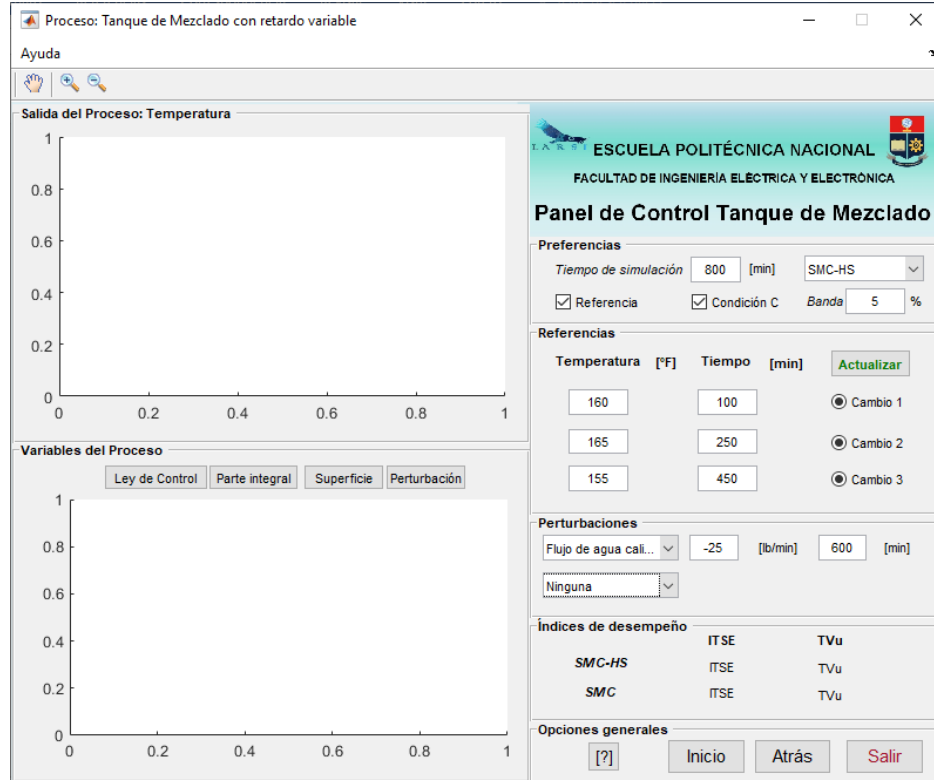 Proceso: Tanque de Mezclado con retardo variable
Ayuda
Salida del Proceso: Temperatura
1
0.8
0.6
0.4
0.2
0
0 0.2 0.4 0.6 0.8 1
Variables del Proceso
Ley de Control Parte integral Superficie Perturbación
1
0.8
0.6
0.4
0.2
0
0 0.2 0.4 0.6 0.8 1
LARSI
ESCUELA POLITÉCNICA NACIONAL
FACULTAD DE INGENIERÍA ELÉCTRICA Y ELECTRÓNICA
Panel de Control Tanque de Mezclado
Preferencias
Tiempo de simulación 800 [min] SMC-HS
Referencia Condición C Banda 5 %
Referencias
Temperatura [°F] Tiempo [min] Actualizar
160 100 Cambio 1
165 250 Cambio 2
155 450 Cambio 3
Perturbaciones
Flujo de agua cali... -25 [lb/min] 600 [min]
Ninguna
Índices de desempeño
ITSE TVu
SMC-HS ITSE TVu
SMC ITSE TVu
Opciones generales
[?] Inicio Atrás Salir